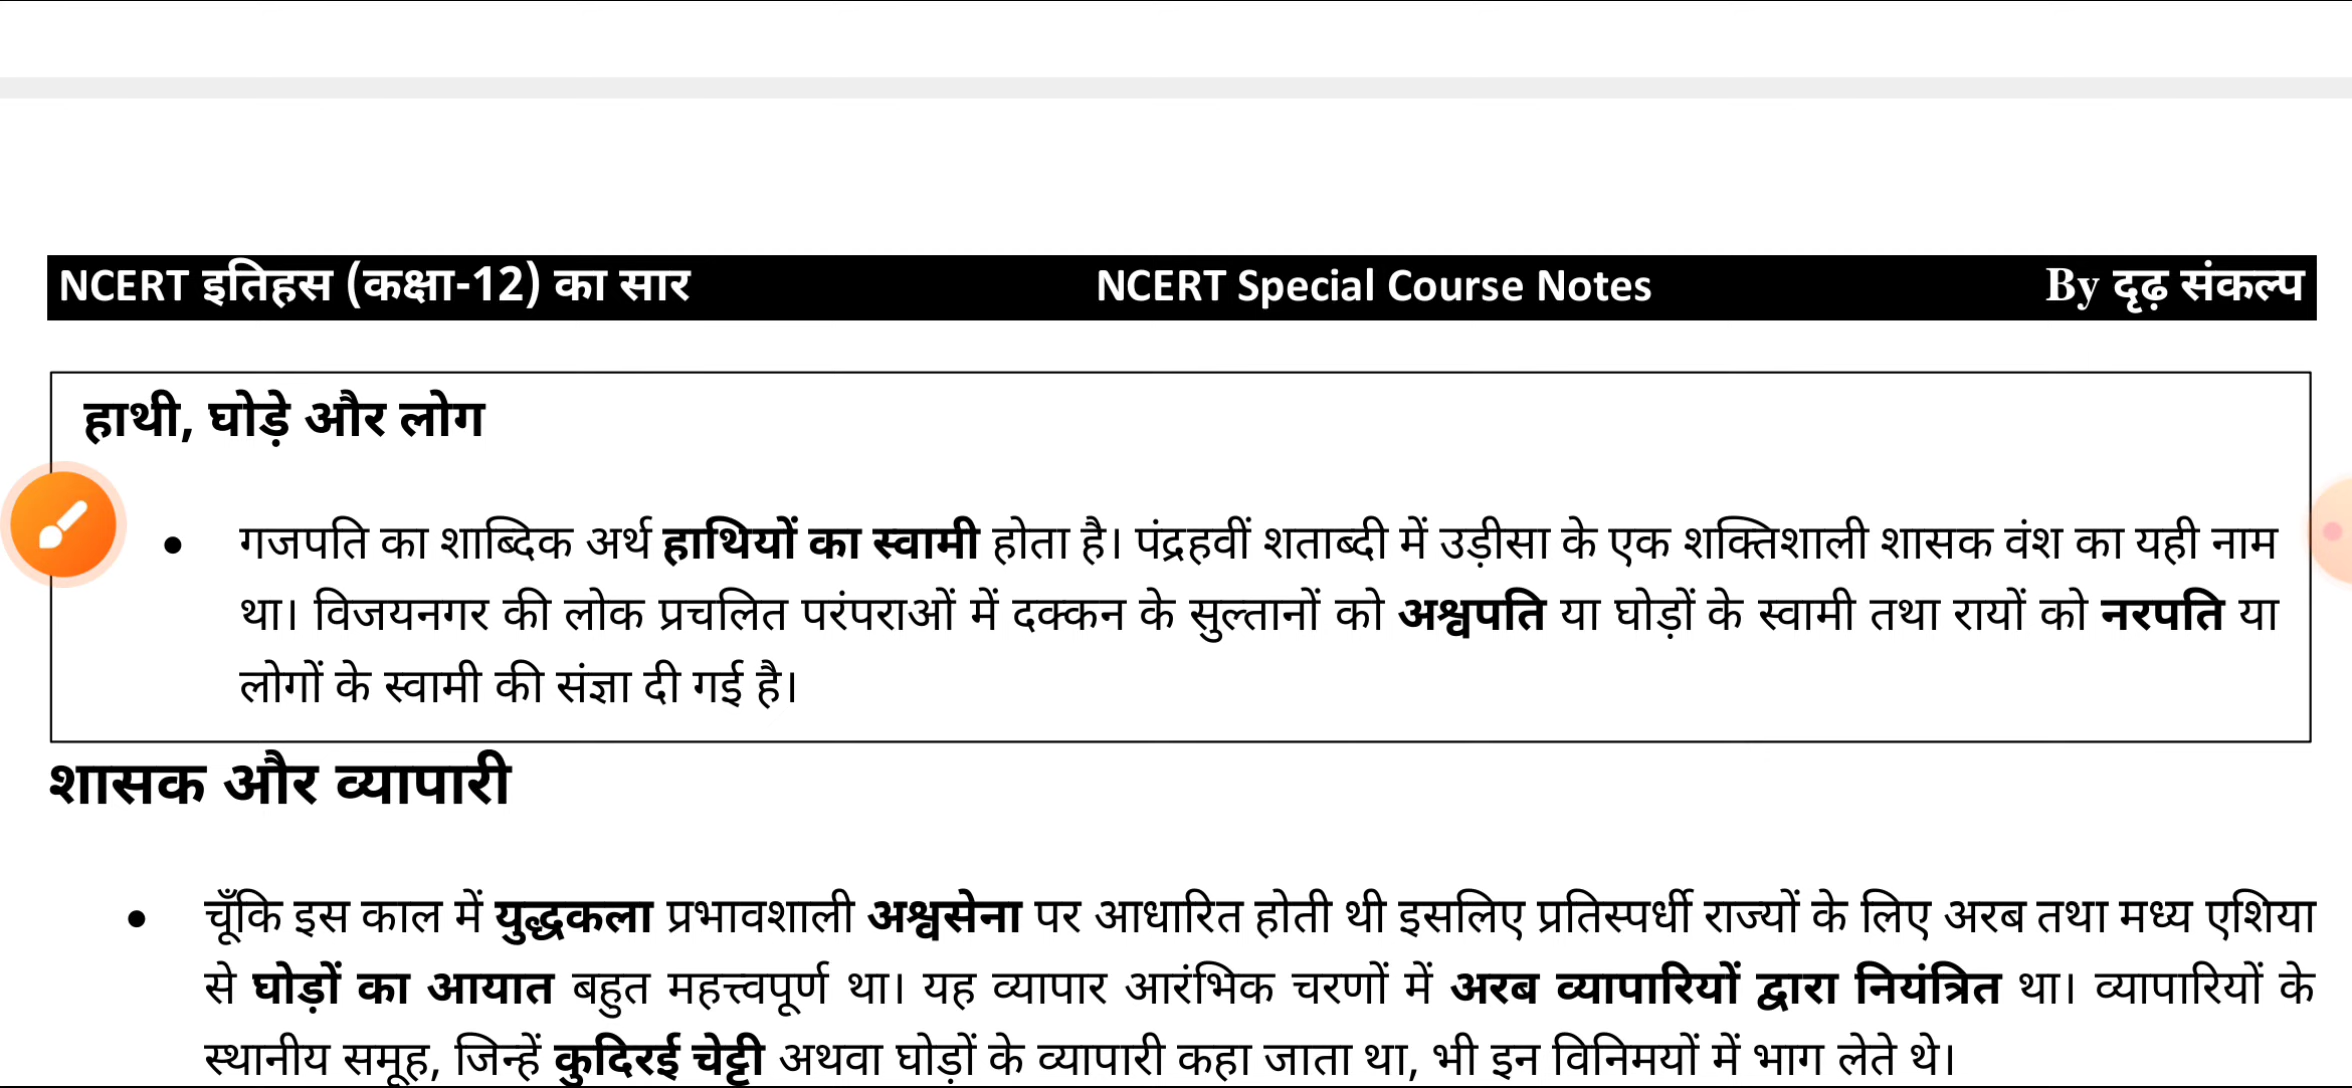 NCERT इतिहस (कक्षा-12) का सार NCERT Special Course Notes By दृढ़ संकल्प
हाथी, घोड़े और लोग
• गजपति का शाब्दिक अर्थ हाथियों का स्वामी होता है। पंद्रहवीं शताब्दी में उड़ीसा के एक शक्तिशाली शासक वंश का यही नाम
था। विजयनगर की लोक प्रचलित परंपराओं में दक्कन के सुल्तानों को अश्वपति या घोड़ों के स्वामी तथा रायों को नरपति या
लोगों के स्वामी की संज्ञा दी गई है।
शासक और व्यापारी
• चूँकि इस काल में युद्धकला प्रभावशाली अश्वसेना पर आधारित होती थी इसलिए प्रतिस्पर्धी राज्यों के लिए अरब तथा मध्य एशिया
से घोड़ों का आयात बहुत महत्त्वपूर्ण था। यह व्यापार आरंभिक चरणों में अरब व्यापारियों द्वारा नियंत्रित था। व्यापारियों के
स्थानीय समूह, जिन्हें कुदिरई चेट्टी अथवा घोड़ों के व्यापारी कहा जाता था, भी इन विनिमयों में भाग लेते थे।